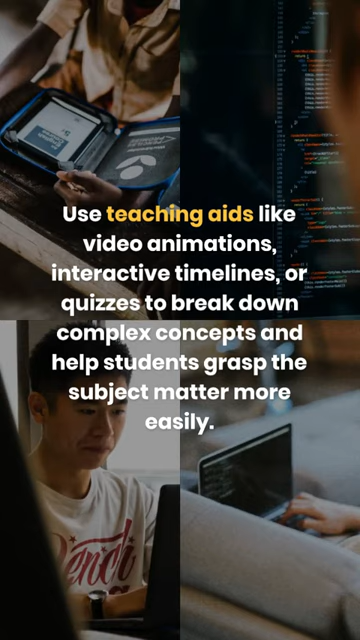 Use teaching aids like
video animations,
interactive timelines, or
quizzes to break down
complex concepts and
help students grasp the
subject matter more
easily.